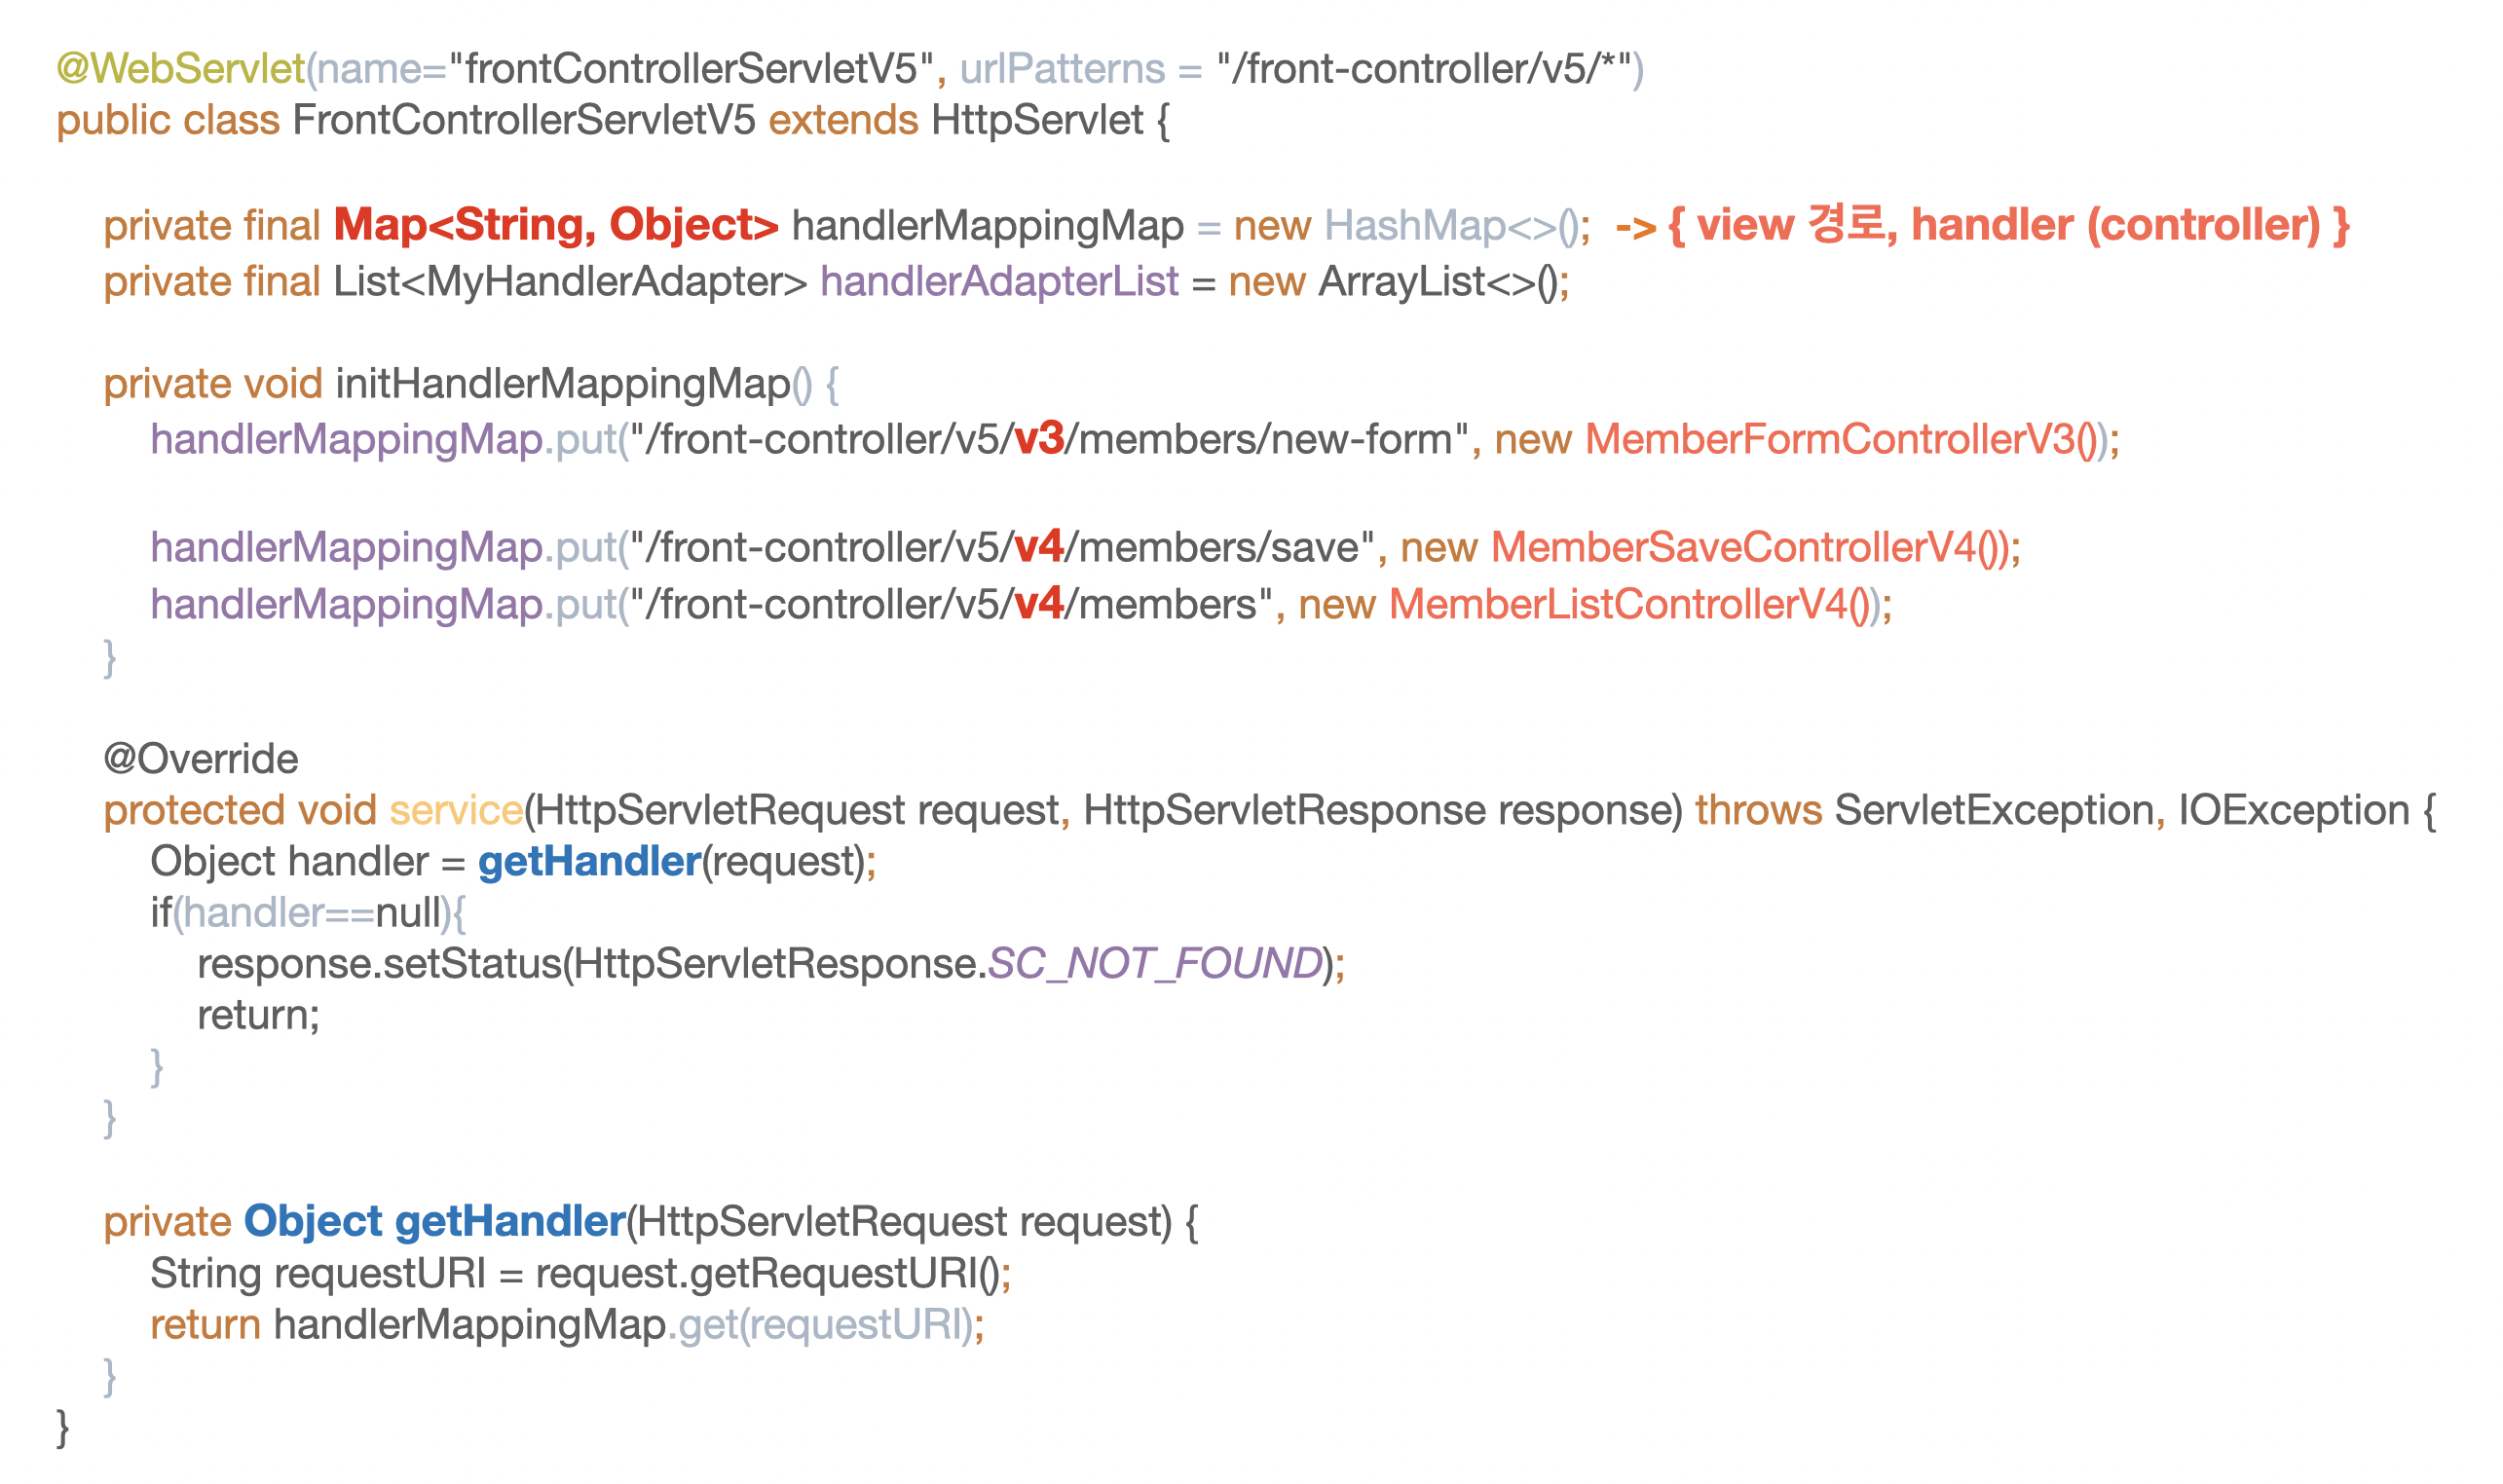 @WebServlet(name="frontControllerServletV5", urlPatterns = "/front-controller/v5/*")
public class FrontControllerServletV5 extends HttpServlet {
private final Map<String, Object> handlerMappingMap = new HashMap<>(); -> { view 경로, handler (controller) }
private final List<MyHandlerAdapter> handlerAdapterList = new ArrayList<>();
private void initHandlerMappingMap() {
handlerMappingMap.put("/front-controller/v5/v3/members/new-form", new MemberFormControllerV3());
handlerMappingMap.put("/front-controller/v5/v4/members/save", new MemberSaveControllerV4());
handlerMappingMap.put("/front-controller/v5/v4/members", new MemberListControllerV4());
}
@Override
protected void service(HttpServletRequest request, HttpServletResponse response) throws ServletException, IOException {
Object handler = getHandler(request);
if(handler==null){
response.setStatus(HttpServletResponse.SC_NOT_FOUND);
return;
}
}
private Object getHandler(HttpServletRequest request) {
String requestURI = request.getRequestURI();
return handlerMappingMap.get(requestURI);
}
}